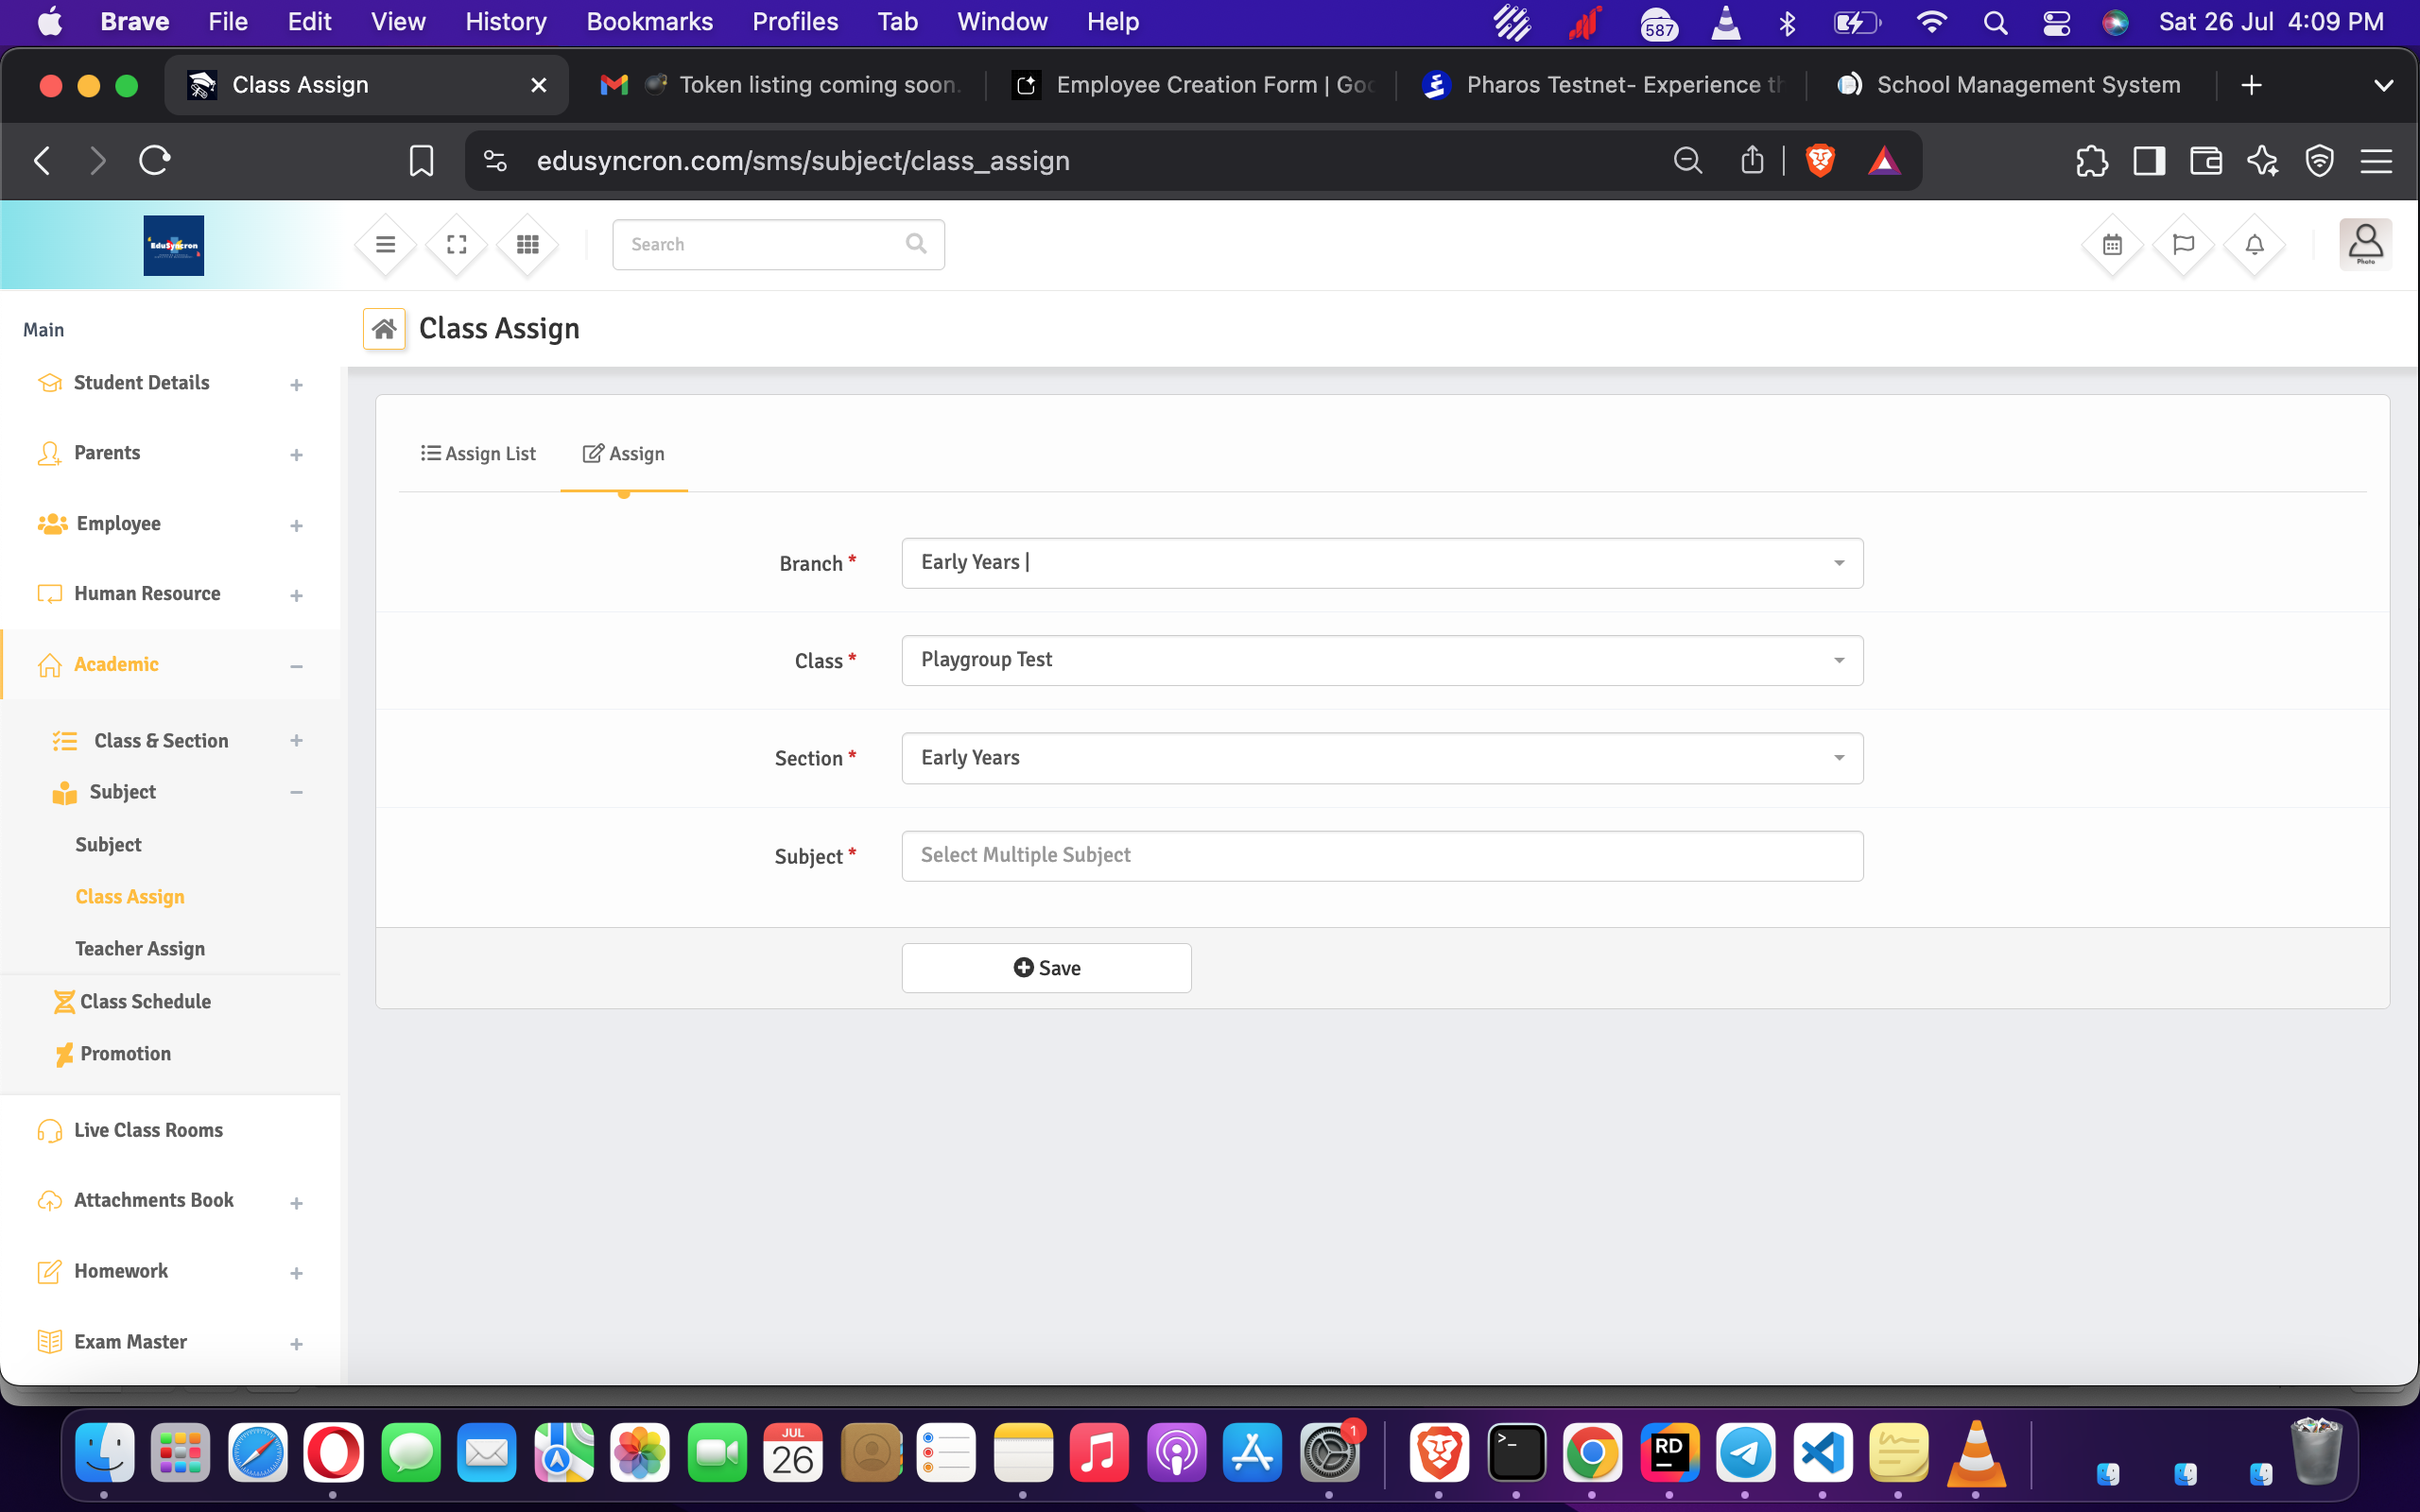 Brave File Edit View History Bookmarks Profiles Tab Window Help 587 Sat 26 Jul 4:09 PM
Class Assign Token listing coming soon. Employee Creation Form | Goo Pharos Testnet- Experience th School Management System
edusyncron.com/sms/subject/class_assign
EduSyncron Search Photo
Main
Class Assign
Student Details
Parents
Employee
Human Resource
Academic
Class & Section
Subject
Subject
Class Assign
Teacher Assign
Class Schedule
Promotion
Live Class Rooms
Attachments Book
Homework
Exam Master
Assign List Assign
Branch * Early Years |
Class * Playgroup Test
Section * Early Years
Subject * Select Multiple Subject
Save
JUL
26
1
RD